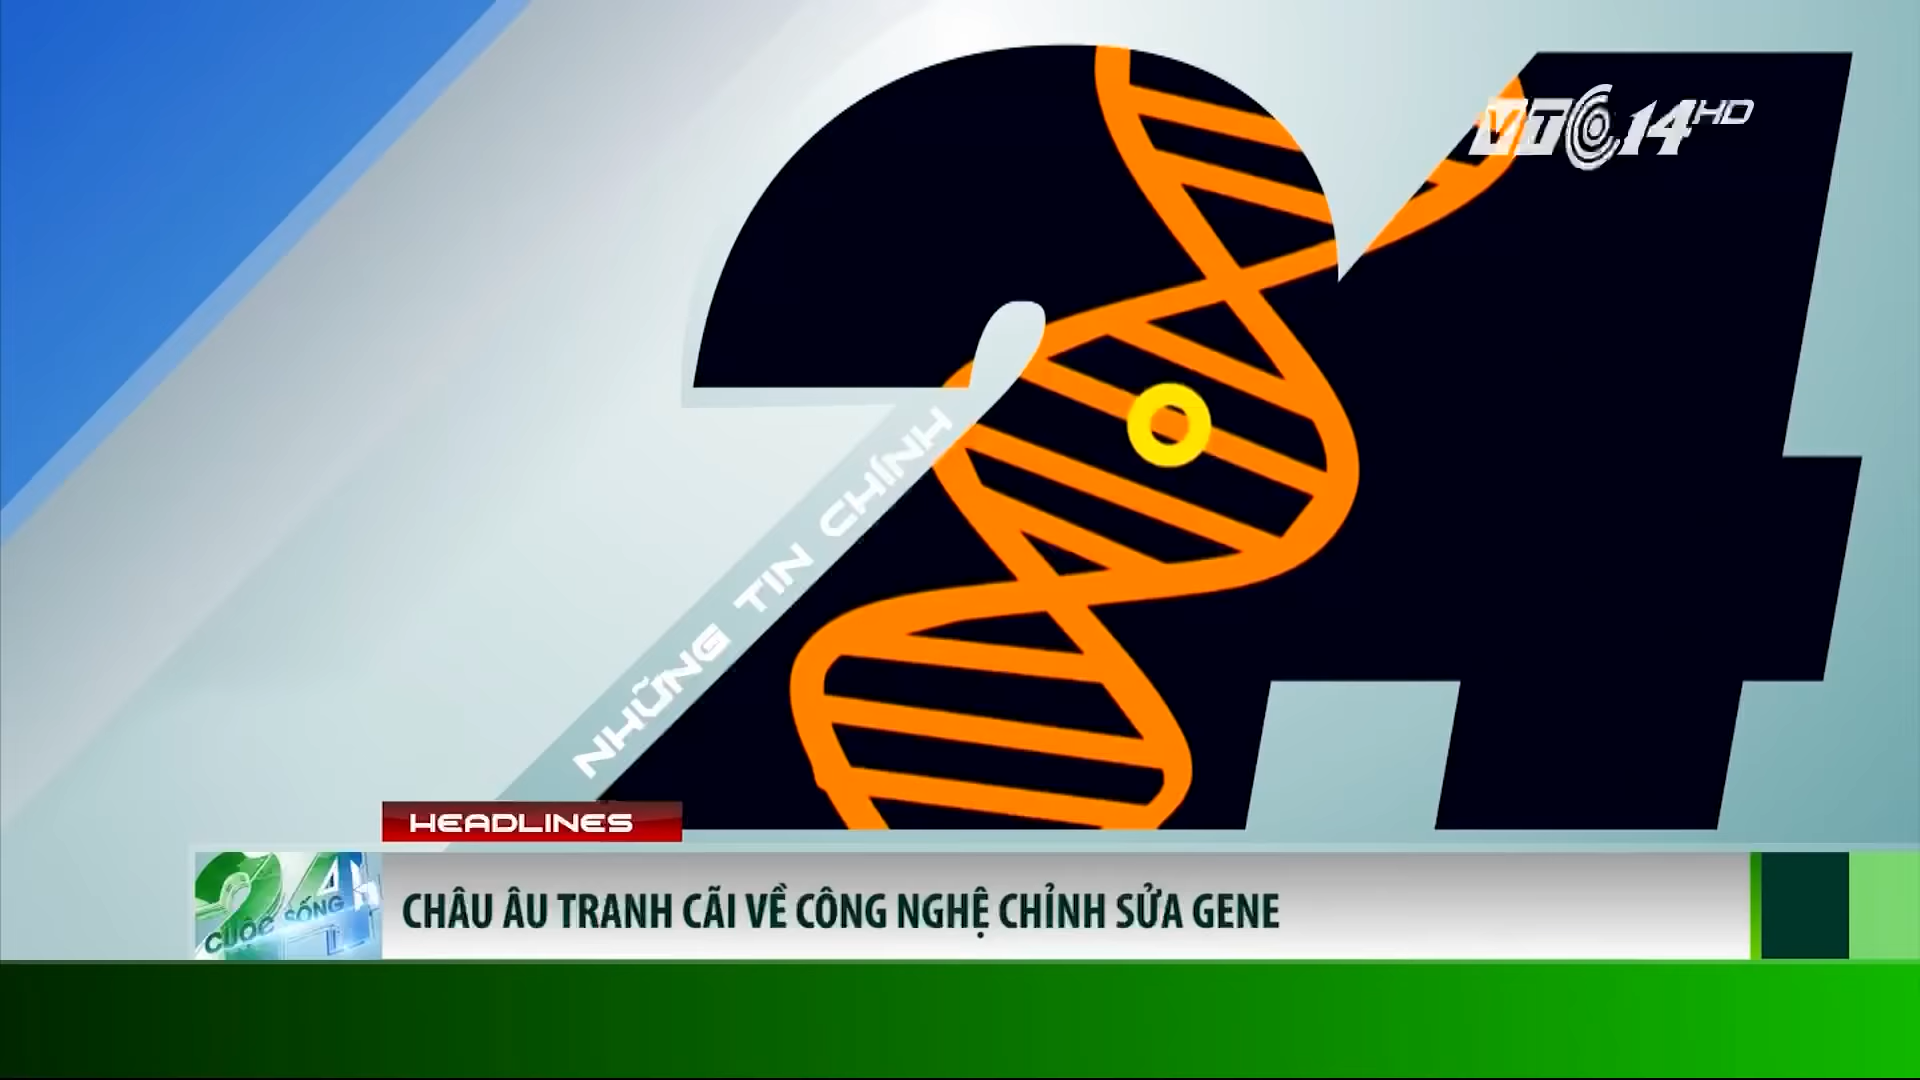 VTC14 HD
NHỮNG TIN CHÍNH
HEADLINES
24h
CUỘC SỐNG
CHÂU ÂU TRANH CÃI VỀ CÔNG NGHỆ CHỈNH SỬA GENE